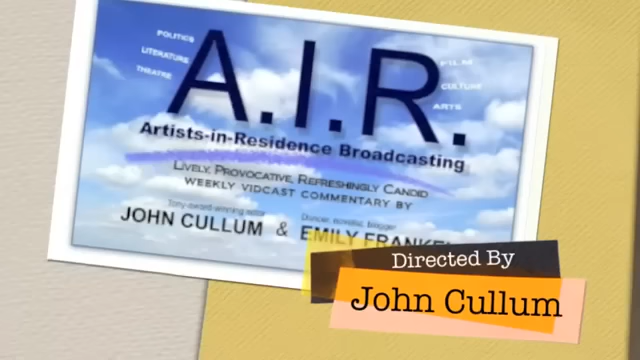 POLITICS
LITERATURE
THEATRE
A.I.R.
FILM
CULTURE
ARTS
Artists-in-Residence Broadcasting
LIVELY, PROVOCATIVE, REFRESHINGLY CANDID
WEEKLY VIDCAST COMMENTARY BY
Tony award-winning actor
JOHN CULLUM
&
Dancer, novelist, blogger
EMILY FRANKEL
Directed By
John Cullum